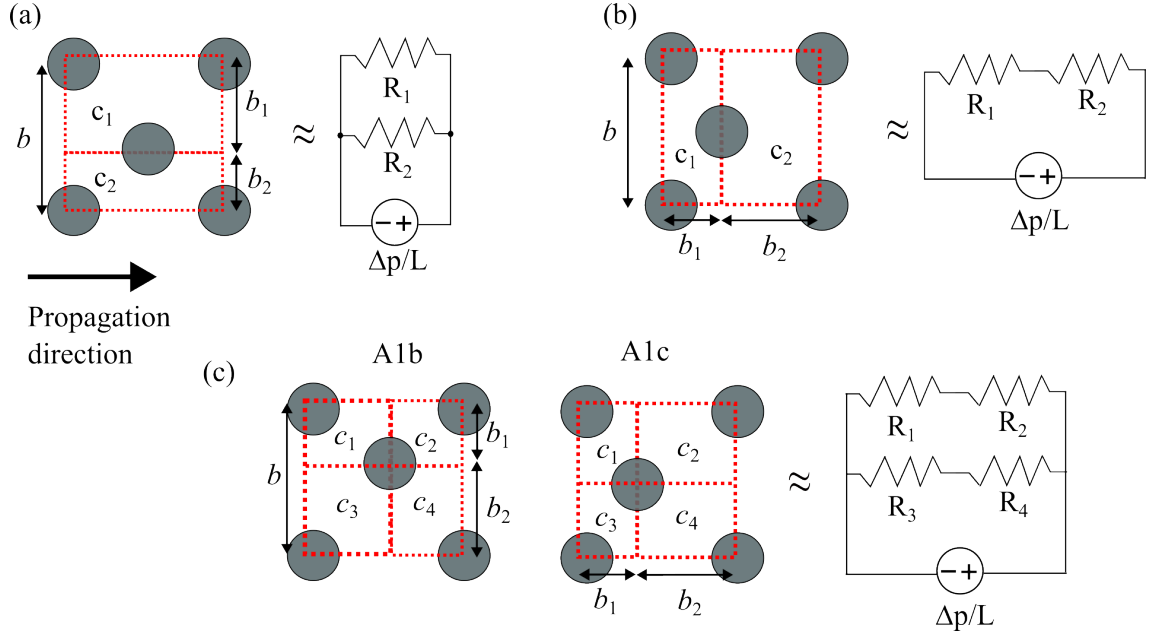 (a)
b
c1
c2
b1
b2
≈
R1
R2
−+
Δp/L
Propagation
direction
(b)
b
c1
c2
b1
b2
≈
R1
R2
−+
Δp/L
(c)
A1b
b
c1
c2
c3
c4
b1
b2
A1c
c1
c2
c3
c4
b1
b2
≈
R1
R2
R3
R4
−+
Δp/L